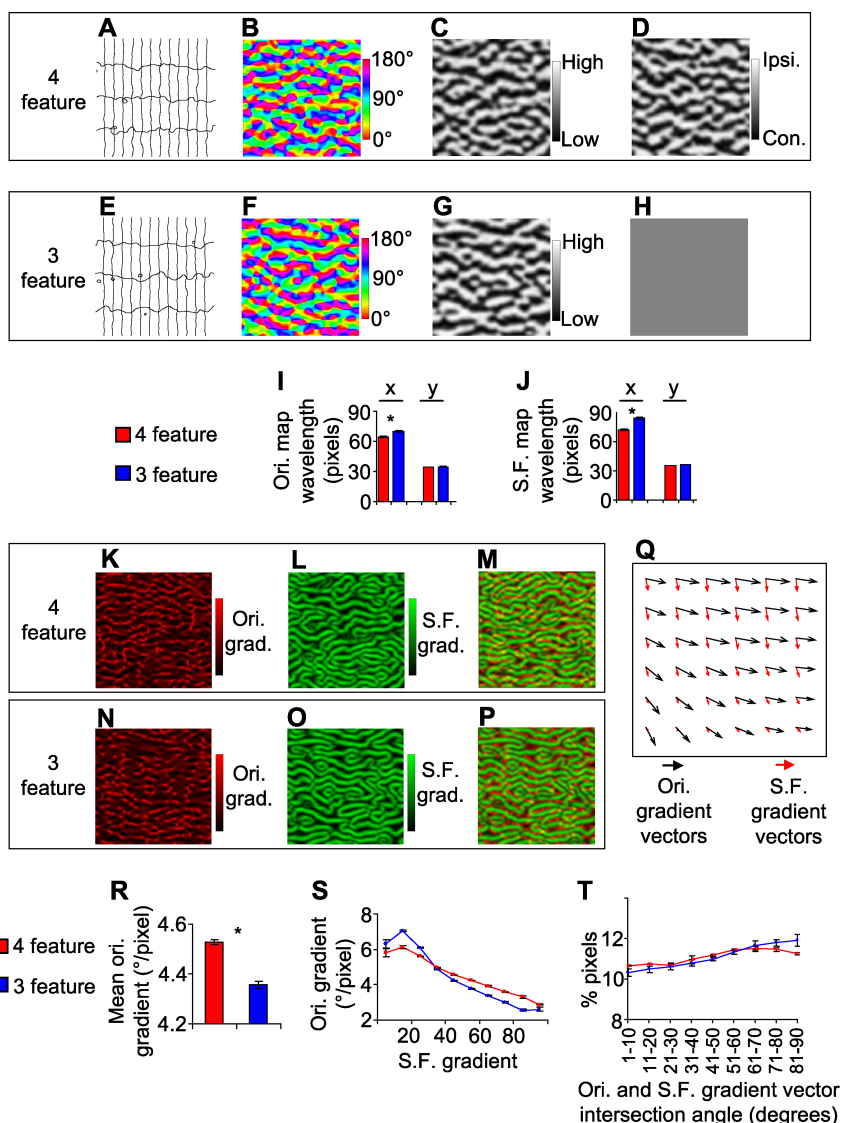 A
B
C
D
4
feature
180°
90°
0°
High
Low
Ipsi.
Con.
E
F
G
H
3
feature
180°
90°
0°
High
Low
I
J
x
y
x
y
4 feature
3 feature
Ori. map
wavelength
(pixels)
90
60
30
0
*
S.F. map
wavelength
(pixels)
90
60
30
0
*
K
L
M
Q
4
feature
Ori.
grad.
S.F.
grad.
N
O
P
3
feature
Ori.
grad.
S.F.
grad.
Ori.
gradient
vectors
S.F.
gradient
vectors
R
S
T
4 feature
3 feature
Mean ori.
gradient (°/pixel)
4.6
4.4
4.2
*
Ori. gradient
(°/pixel)
8
6
4
2
20
40
60
80
S.F. gradient
% pixels
12
10
8
1-10
11-20
21-30
31-40
41-50
51-60
61-70
71-80
81-90
Ori. and S.F. gradient vector
intersection angle (degrees)